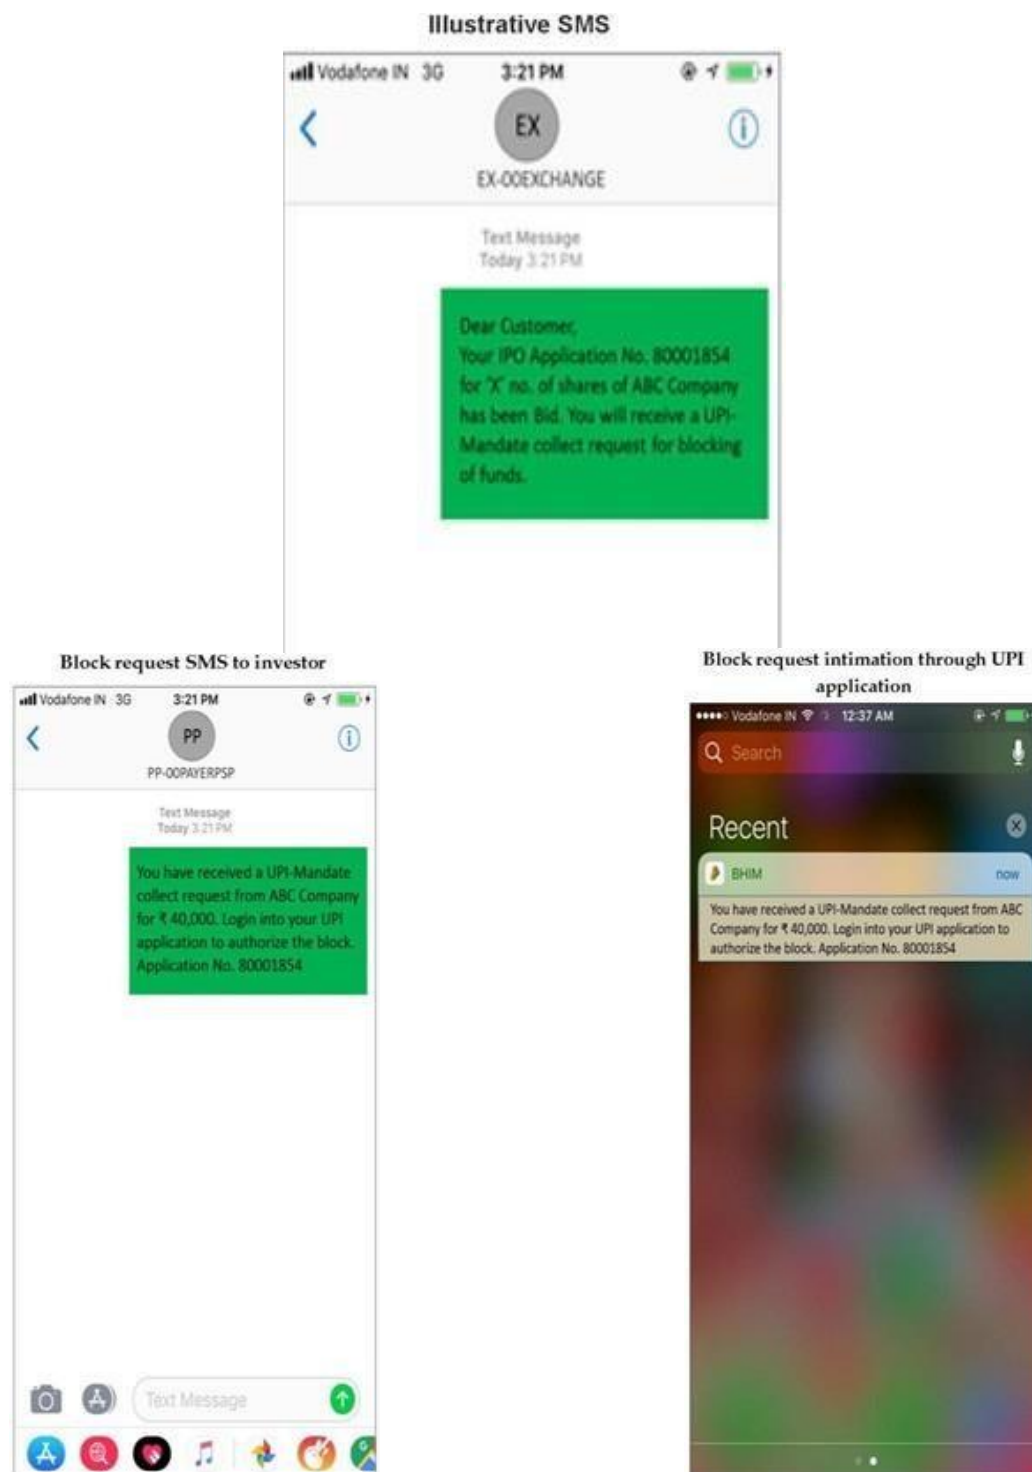 Illustrative SMS
Vodafone IN 3G 3:21 PM
EX
EX-00EXCHANGE
Text Message
Today 3:21 PM
Dear Customer,
Your IPO Application No. 80001854
for 'X' no. of shares of ABC Company
has been Bid. You will receive a UPI-
Mandate collect request for blocking
of funds.
Block request SMS to investor
Vodafone IN 3G 3:21 PM
PP
PP-00PAYERPSP
Text Message
Today 3:21 PM
You have received a UPI-Mandate
collect request from ABC Company
for ₹ 40,000. Login into your UPI
application to authorize the block.
Application No. 80001854
Text Message
Block request intimation through UPI
application
Vodafone IN 12:37 AM
Search
Recent
BHIM now
You have received a UPI-Mandate collect request from ABC
Company for ₹ 40,000. Login into your UPI application to
authorize the block. Application No. 80001854